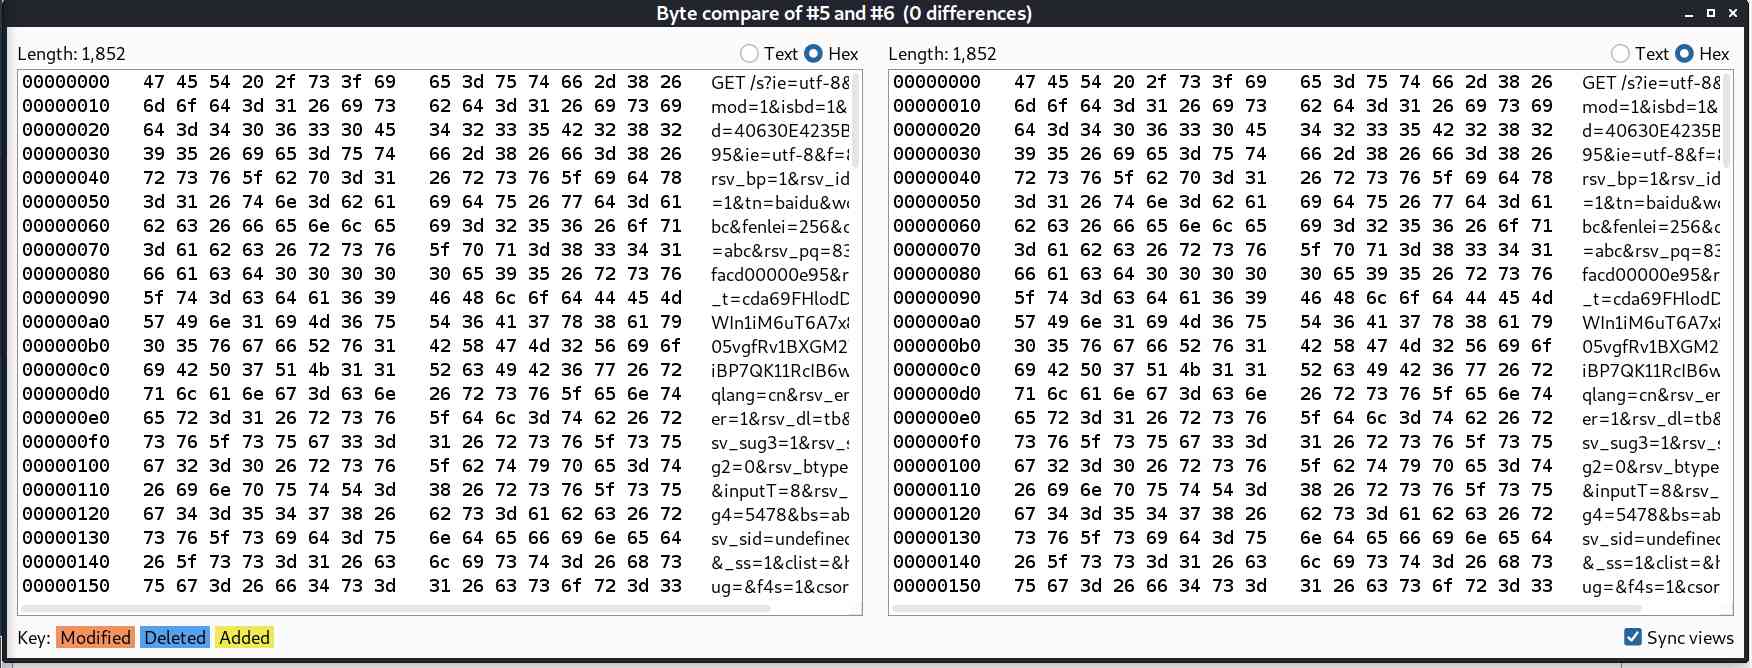 Byte compare of #5 and #6 (0 differences)
Length: 1,852 Text Hex
00000000 47 45 54 20 2f 73 3f 69 65 3d 75 74 66 2d 38 26 GET /s?ie=utf-8&
00000010 6d 6f 64 3d 31 26 69 73 62 64 3d 31 26 69 73 69 mod=1&isbd=1&
00000020 64 3d 34 30 36 33 30 45 34 32 33 35 42 32 38 32 d=40630E4235B
00000030 39 35 26 69 65 3d 75 74 66 2d 38 26 66 3d 38 26 95&ie=utf-8&f=8
00000040 72 73 76 5f 62 70 3d 31 26 72 73 76 5f 69 64 78 rsv_bp=1&rsv_id
00000050 3d 31 26 74 6e 3d 62 61 69 64 75 26 77 64 3d 61 =1&tn=baidu&wd
00000060 62 63 26 66 65 6e 6c 65 69 3d 32 35 36 26 6f 71 bc&fenlei=256&o
00000070 3d 61 62 63 26 72 73 76 5f 70 71 3d 38 33 34 31 =abc&rsv_pq=83
00000080 66 61 63 64 30 30 30 30 30 65 39 35 26 72 73 76 facd00000e95&r
00000090 5f 74 3d 63 64 61 36 39 46 48 6c 6f 64 44 45 4d _t=cda69FHlodD
000000a0 57 49 6e 31 69 4d 36 75 54 36 41 37 78 38 61 79 WIn1iM6uT6A7x8
000000b0 30 35 76 67 66 52 76 31 42 58 47 4d 32 56 69 6f 05vgfRv1BXGM2
000000c0 69 42 50 37 51 4b 31 31 52 63 49 42 36 77 26 72 iBP7QK11RcIB6w
000000d0 71 6c 61 6e 67 3d 63 6e 26 72 73 76 5f 65 6e 74 qlang=cn&rsv_en
000000e0 65 72 3d 31 26 72 73 76 5f 64 6c 3d 74 62 26 72 er=1&rsv_dl=tb&
000000f0 73 76 5f 73 75 67 33 3d 31 26 72 73 76 5f 73 75 sv_sug3=1&rsv_s
00000100 67 32 3d 30 26 72 73 76 5f 62 74 79 70 65 3d 74 g2=0&rsv_btype
00000110 26 69 6e 70 75 74 54 3d 38 26 72 73 76 5f 73 75 &inputT=8&rsv_
00000120 67 34 3d 35 34 37 38 26 62 73 3d 61 62 63 26 72 g4=5478&bs=ab
00000130 73 76 5f 73 69 64 3d 75 6e 64 65 66 69 6e 65 64 sv_sid=undefined
00000140 26 5f 73 73 3d 31 26 63 6c 69 73 74 3d 26 68 73 &_ss=1&clist=&h
00000150 75 67 3d 26 66 34 73 3d 31 26 63 73 6f 72 3d 33 ug=&f4s=1&csor
Length: 1,852 Text Hex
00000000 47 45 54 20 2f 73 3f 69 65 3d 75 74 66 2d 38 26 GET /s?ie=utf-8&
00000010 6d 6f 64 3d 31 26 69 73 62 64 3d 31 26 69 73 69 mod=1&isbd=1&
00000020 64 3d 34 30 36 33 30 45 34 32 33 35 42 32 38 32 d=40630E4235B
00000030 39 35 26 69 65 3d 75 74 66 2d 38 26 66 3d 38 26 95&ie=utf-8&f=8
00000040 72 73 76 5f 62 70 3d 31 26 72 73 76 5f 69 64 78 rsv_bp=1&rsv_id
00000050 3d 31 26 74 6e 3d 62 61 69 64 75 26 77 64 3d 61 =1&tn=baidu&wd
00000060 62 63 26 66 65 6e 6c 65 69 3d 32 35 36 26 6f 71 bc&fenlei=256&o
00000070 3d 61 62 63 26 72 73 76 5f 70 71 3d 38 33 34 31 =abc&rsv_pq=83
00000080 66 61 63 64 30 30 30 30 30 65 39 35 26 72 73 76 facd00000e95&r
00000090 5f 74 3d 63 64 61 36 39 46 48 6c 6f 64 44 45 4d _t=cda69FHlodD
000000a0 57 49 6e 31 69 4d 36 75 54 36 41 37 78 38 61 79 WIn1iM6uT6A7x8
000000b0 30 35 76 67 66 52 76 31 42 58 47 4d 32 56 69 6f 05vgfRv1BXGM2
000000c0 69 42 50 37 51 4b 31 31 52 63 49 42 36 77 26 72 iBP7QK11RcIB6w
000000d0 71 6c 61 6e 67 3d 63 6e 26 72 73 76 5f 65 6e 74 qlang=cn&rsv_en
000000e0 65 72 3d 31 26 72 73 76 5f 64 6c 3d 74 62 26 72 er=1&rsv_dl=tb&
000000f0 73 76 5f 73 75 67 33 3d 31 26 72 73 76 5f 73 75 sv_sug3=1&rsv_s
00000100 67 32 3d 30 26 72 73 76 5f 62 74 79 70 65 3d 74 g2=0&rsv_btype
00000110 26 69 6e 70 75 74 54 3d 38 26 72 73 76 5f 73 75 &inputT=8&rsv_
00000120 67 34 3d 35 34 37 38 26 62 73 3d 61 62 63 26 72 g4=5478&bs=ab
00000130 73 76 5f 73 69 64 3d 75 6e 64 65 66 69 6e 65 64 sv_sid=undefined
00000140 26 5f 73 73 3d 31 26 63 6c 69 73 74 3d 26 68 73 &_ss=1&clist=&h
00000150 75 67 3d 26 66 34 73 3d 31 26 63 73 6f 72 3d 33 ug=&f4s=1&csor
Key: Modified Deleted Added
Sync views